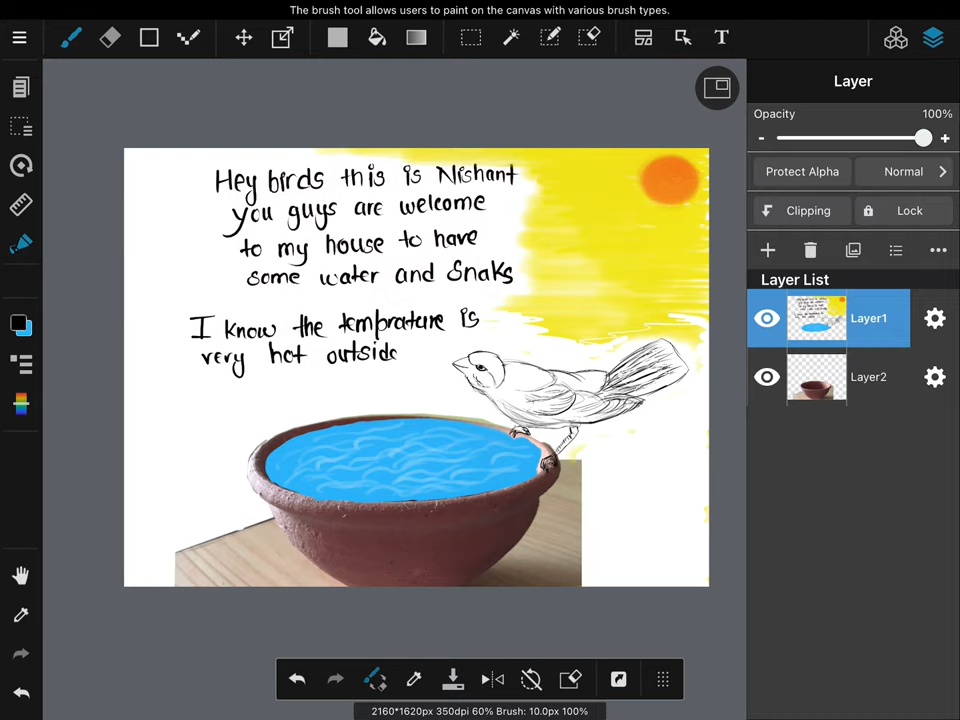 The brush tool allows users to paint on the canvas with various brush types.
T
Layer
Opacity 100%
- +
Protect Alpha Normal
Clipping Lock
Layer List
Layer1
Layer2
Hey birds this is Nishant
you guys are welcome
to my house to have
some water and Snaks
I know the temprature is
very hot outside
2160*1620px 350dpi 60% Brush: 10.0px 100%